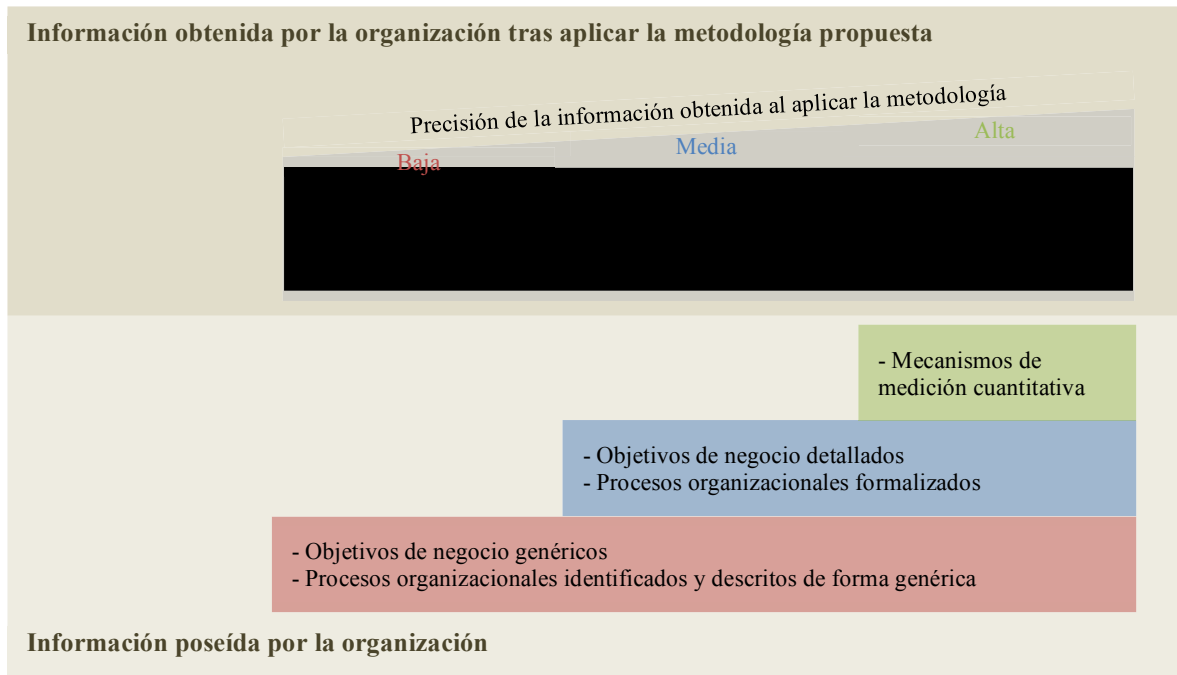 Información obtenida por la organización tras aplicar la metodología propuesta
Precisión de la información obtenida al aplicar la metodología
Baja
Media
Alta
- Mecanismos de
medición cuantitativa
- Objetivos de negocio detallados
- Procesos organizacionales formalizados
- Objetivos de negocio genéricos
- Procesos organizacionales identificados y descritos de forma genérica
Información poseída por la organización